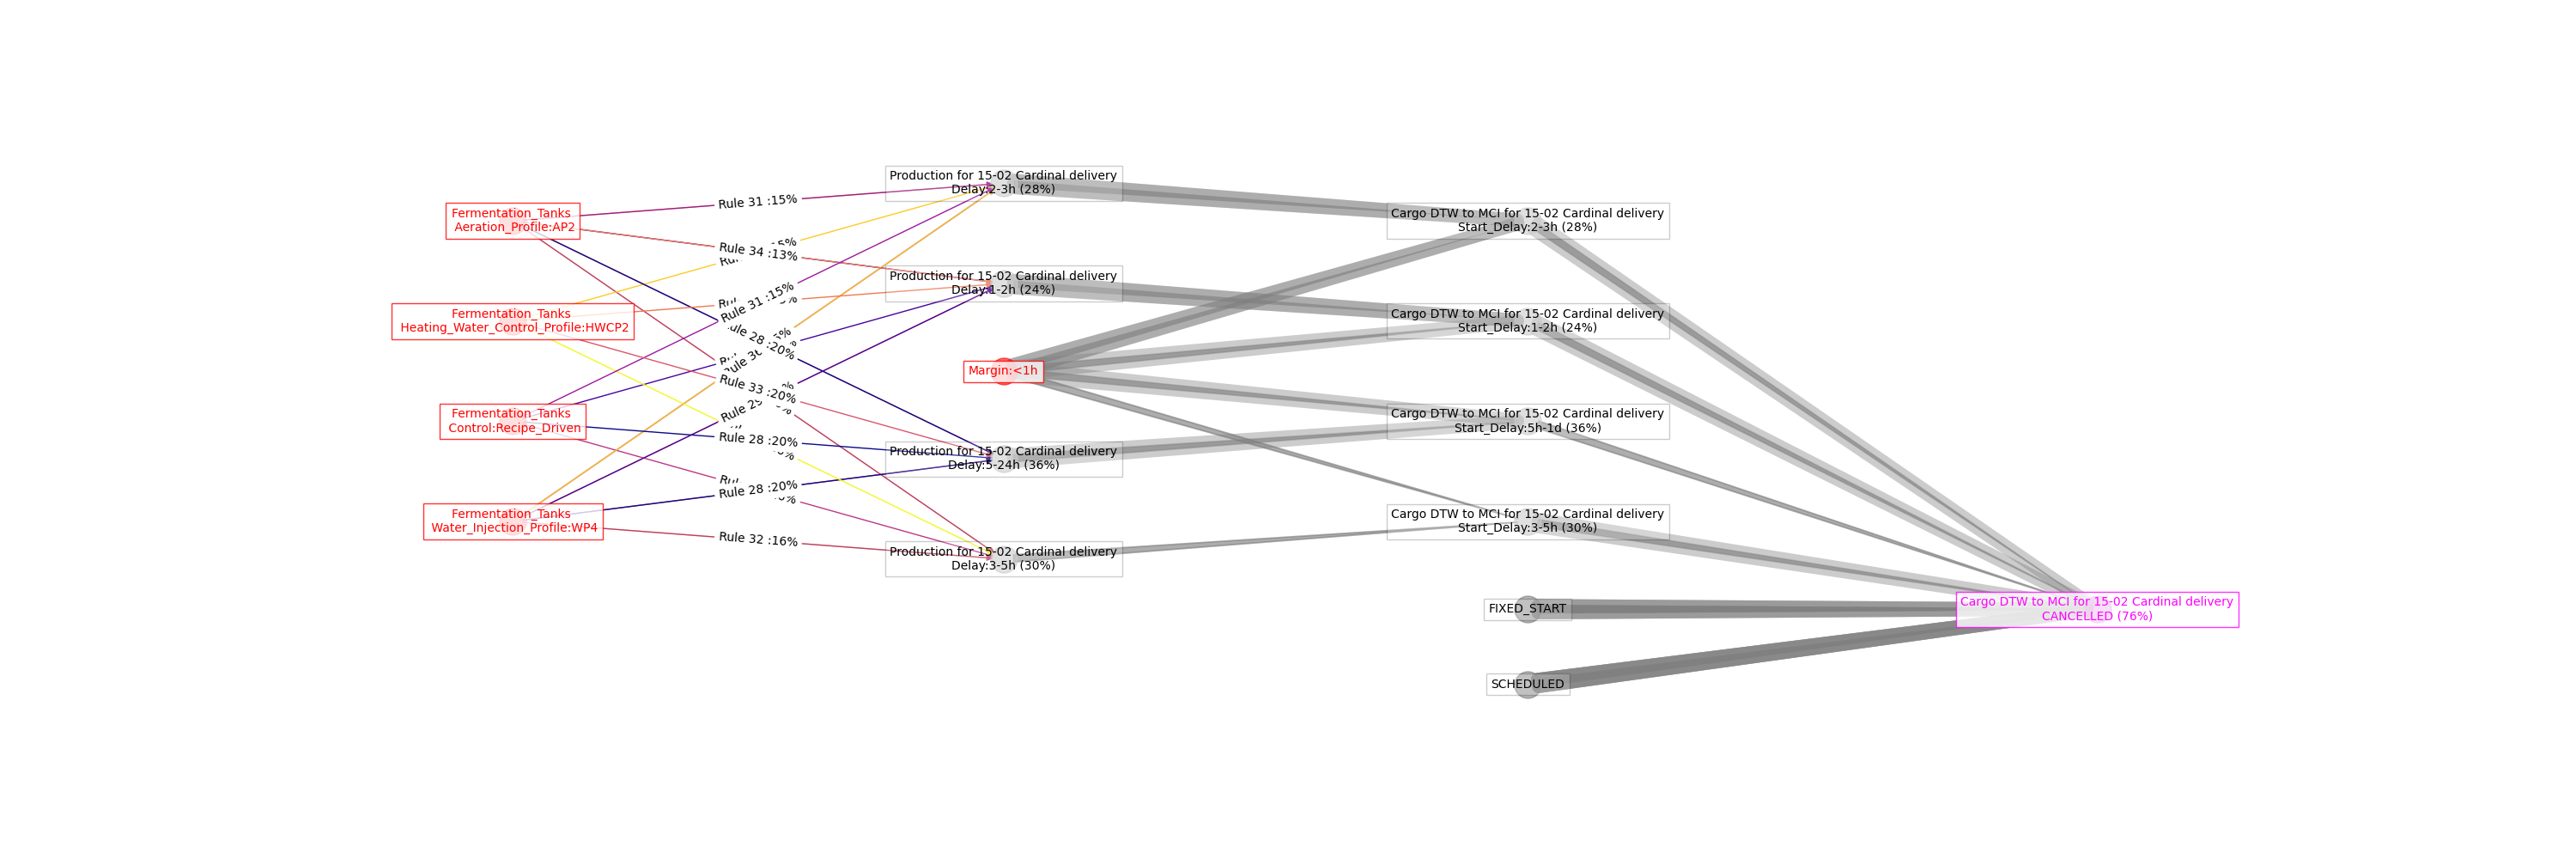 Fermentation_Tanks
Aeration_Profile:AP2
Fermentation_Tanks
Heating_Water_Control_Profile:HWCP2
Fermentation_Tanks
Control:Recipe_Driven
Fermentation_Tanks
Water_Injection_Profile:WP4
Rule 31 :15%
Rule 34 :13%
Rule 31 :15%
28 :20%
Rule 33 :20%
Rule 28 :20%
Rule 28 :20%
Rule 32 :16%
Production for 15-02 Cardinal delivery
Delay:2-3h (28%)
Production for 15-02 Cardinal delivery
Delay:1-2h (24%)
Margin:<1h
Production for 15-02 Cardinal delivery
Delay:5-24h (36%)
Production for 15-02 Cardinal delivery
Delay:3-5h (30%)
Cargo DTW to MCI for 15-02 Cardinal delivery
Start_Delay:2-3h (28%)
Cargo DTW to MCI for 15-02 Cardinal delivery
Start_Delay:1-2h (24%)
Cargo DTW to MCI for 15-02 Cardinal delivery
Start_Delay:5h-1d (36%)
Cargo DTW to MCI for 15-02 Cardinal delivery
Start_Delay:3-5h (30%)
FIXED_START
SCHEDULED
Cargo DTW to MCI for 15-02 Cardinal delivery
CANCELLED (76%)